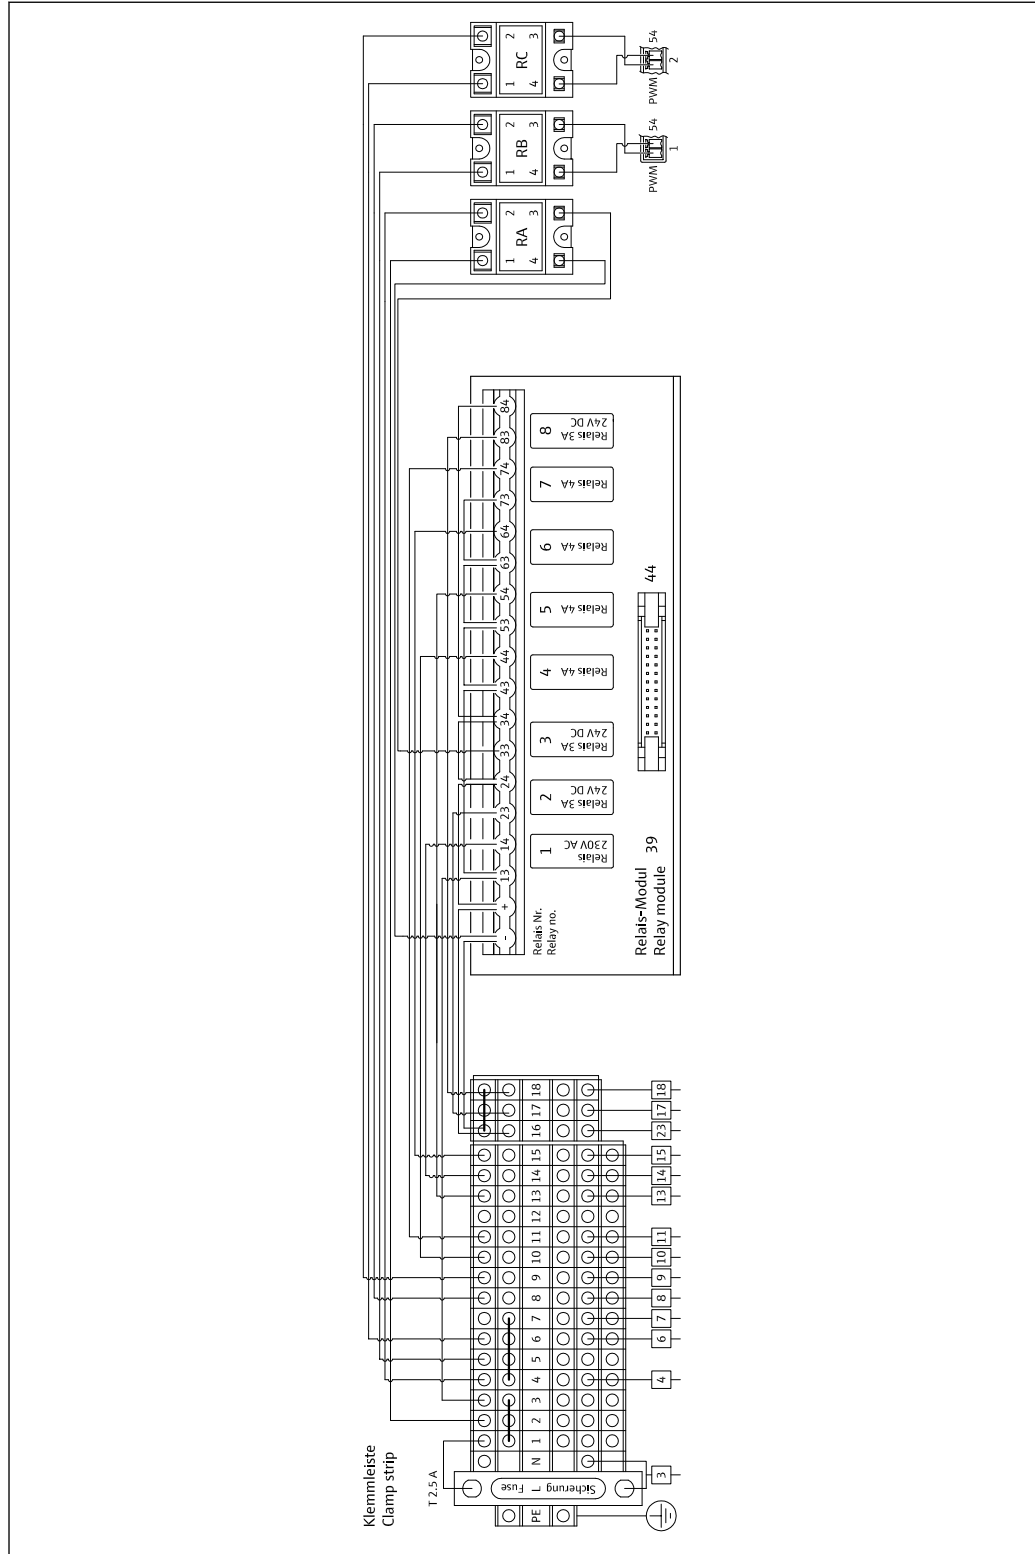 Klemmleiste
Clamp strip
T 2.5 A
PE
Sicherung L Fuse
N
1
2
3
4
5
6
7
8
9
10
11
12
13
14
15
16
17
18
3
4
6
7
8
9
10
11
13
14
15
23
17
18
Relais-Modul 39
Relay module
44
Relais Nr.
Relay no.
-
+
13
14
23
24
33
34
43
44
53
54
63
64
73
74
83
84
1
Relais
230V AC
2
Relais 3A
24V DC
3
Relais 3A
24V DC
4
Relais 4A
5
Relais 4A
6
Relais 4A
7
Relais 4A
8
Relais 3A
24V DC
1 2
RA
4 3
1 2
RB
4 3
1 2
RC
4 3
PWM 54
1
PWM 54
2